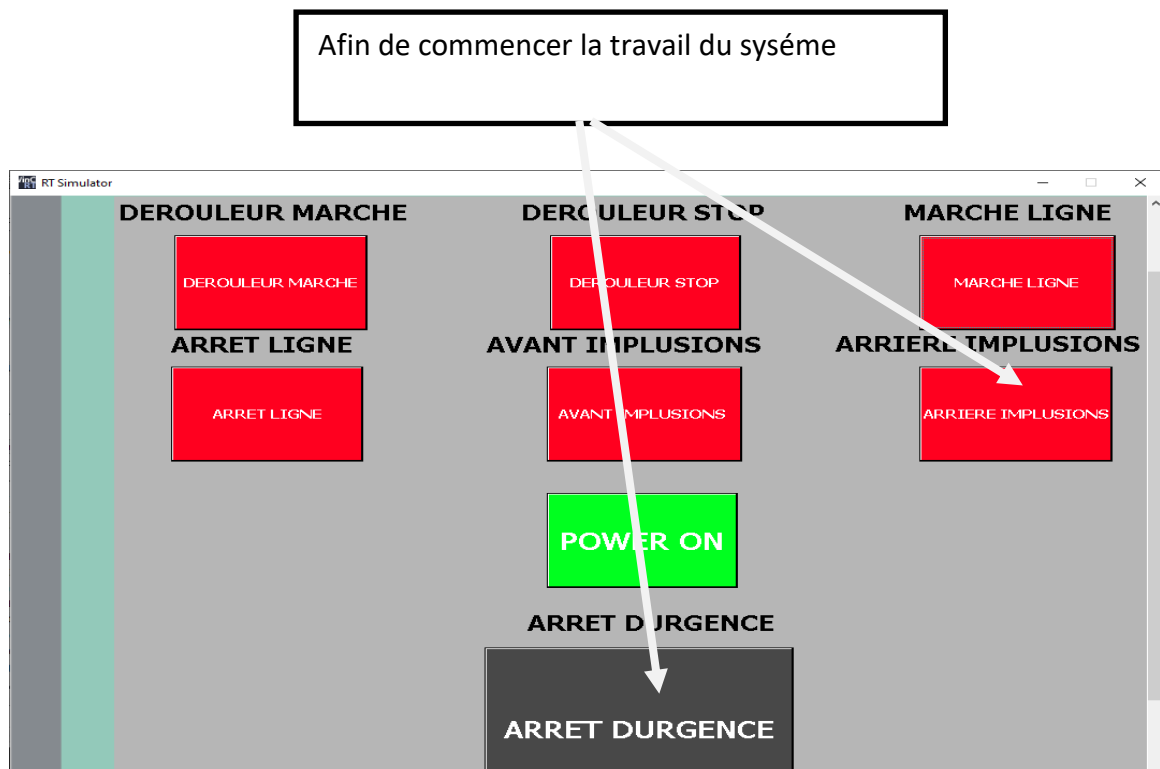 Afin de commencer la travail du syséme
RT Simulator
DEROULEUR MARCHE DEROULEUR STOP MARCHE LIGNE
DEROULEUR MARCHE DEROULEUR STOP MARCHE LIGNE
ARRET LIGNE AVANT IMPLUSIONS ARRIERE IMPLUSIONS
ARRET LIGNE AVANT IMPLUSIONS ARRIERE IMPLUSIONS
POWER ON
ARRET DURGENCE
ARRET DURGENCE